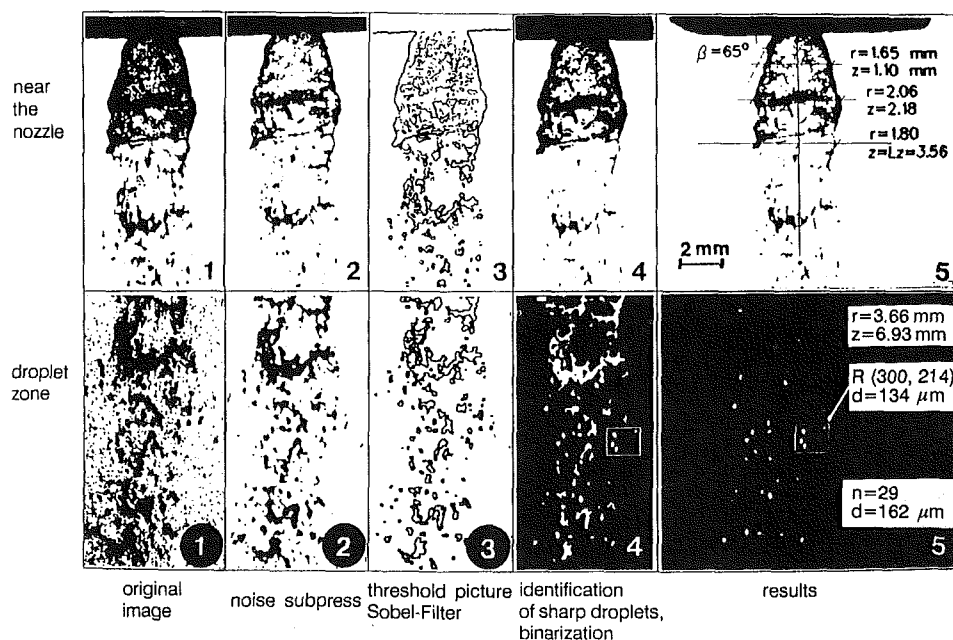 near
the
nozzle
1
2
3
4
β=65°
r=1.65 mm
z=1.10 mm
r=2.06
z=2.18
r=1.80
z=Lz=3.56
2 mm
5
droplet
zone
1
2
3
4
r=3.66 mm
z=6.93 mm
R (300, 214)
d=134 μm
n=29
d=162 μm
5
original
image
noise subpress
threshold picture
Sobel-Filter
identification
of sharp droplets,
binarization
results